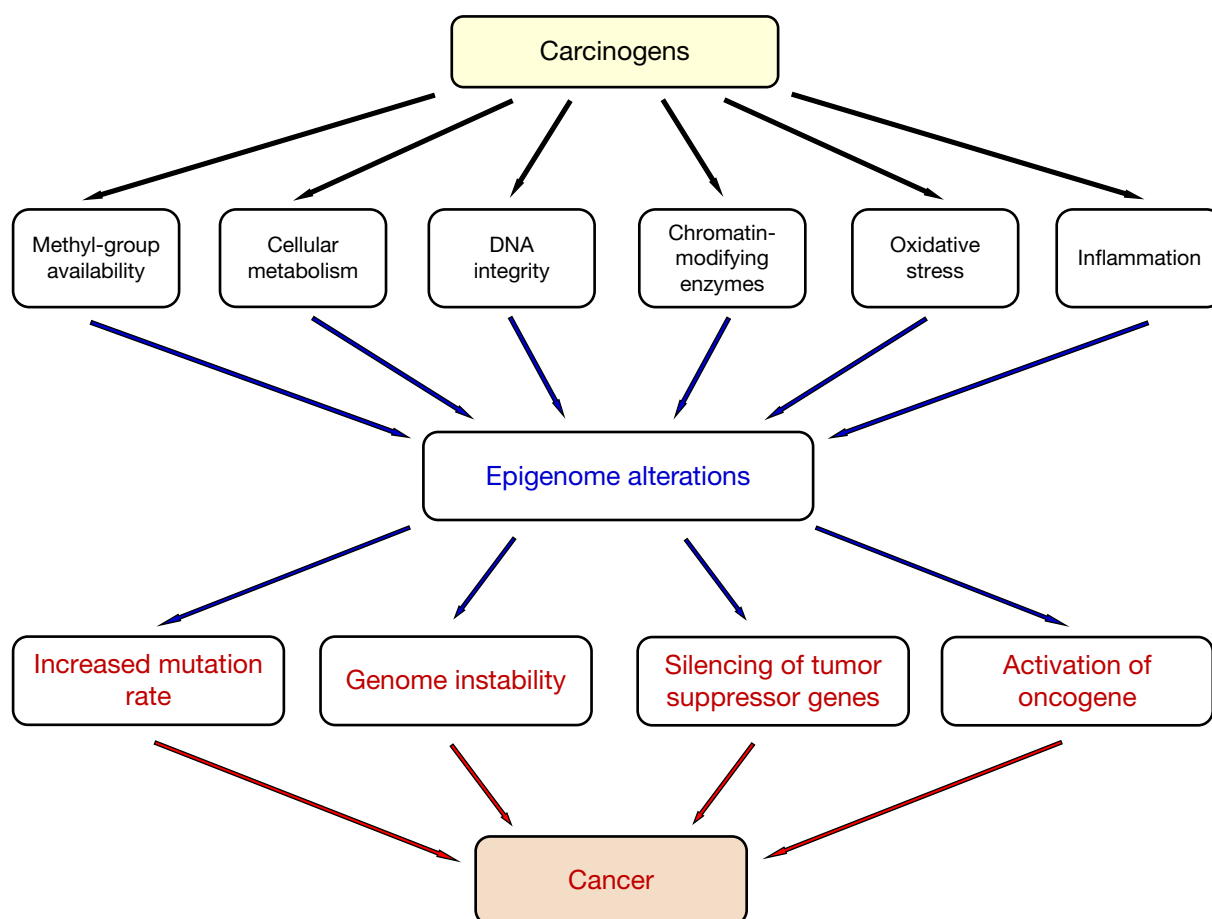 Carcinogens
Methyl-group
availability
Cellular
metabolism
DNA
integrity
Chromatin-
modifying
enzymes
Oxidative
stress
Inflammation
Epigenome alterations
Increased mutation
rate
Genome instability
Silencing of tumor
suppressor genes
Activation of
oncogene
Cancer